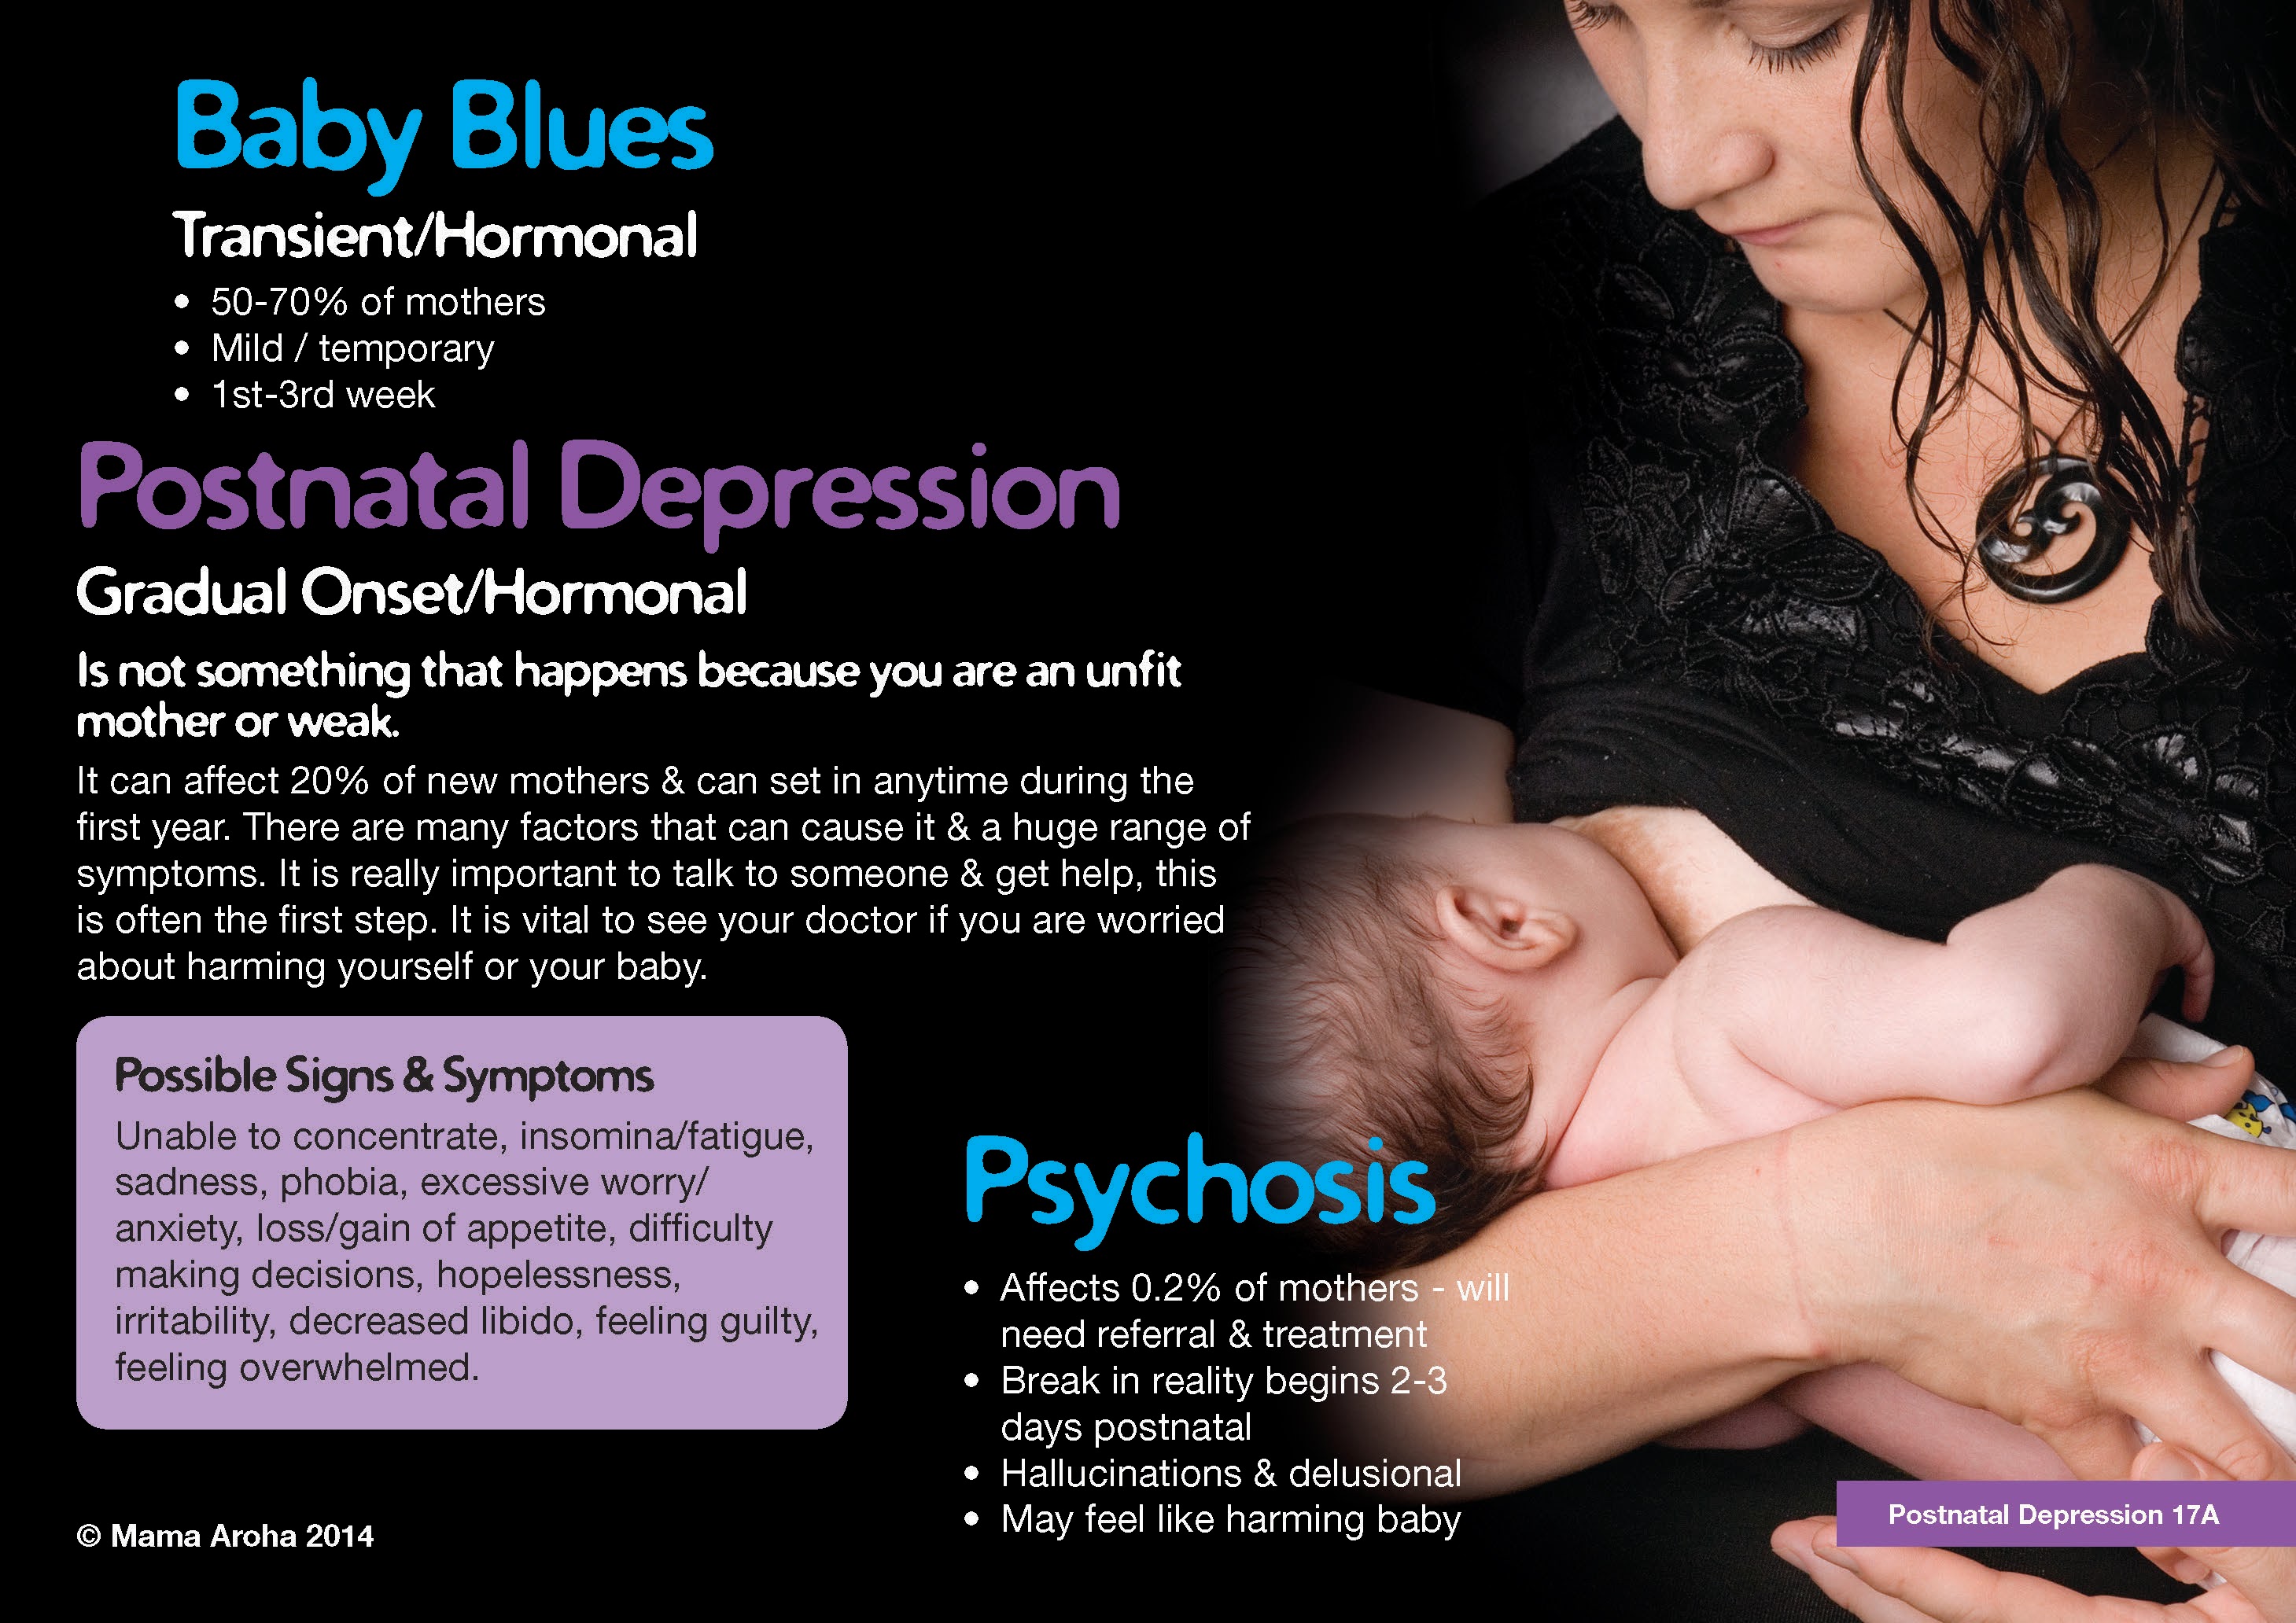 Baby Blues
Transient/Hormonal
• 50-70% of mothers
• Mild / temporary
• 1st-3rd week
Postnatal Depression
Gradual Onset/Hormonal
Is not something that happens because you are an unfit
mother or weak.
It can affect 20% of new mothers & can set in anytime during the
first year. There are many factors that can cause it & a huge range of
symptoms. It is really important to talk to someone & get help, this
is often the first step. It is vital to see your doctor if you are worried
about harming yourself or your baby.
Possible Signs & Symptoms
Unable to concentrate, insomina/fatigue,
sadness, phobia, excessive worry/
anxiety, loss/gain of appetite, difficulty
making decisions, hopelessness,
irritability, decreased libido, feeling guilty,
feeling overwhelmed.
Psychosis
• Affects 0.2% of mothers - will
need referral & treatment
• Break in reality begins 2-3
days postnatal
• Hallucinations & delusional
• May feel like harming baby
© Mama Aroha 2014
Postnatal Depression 17A